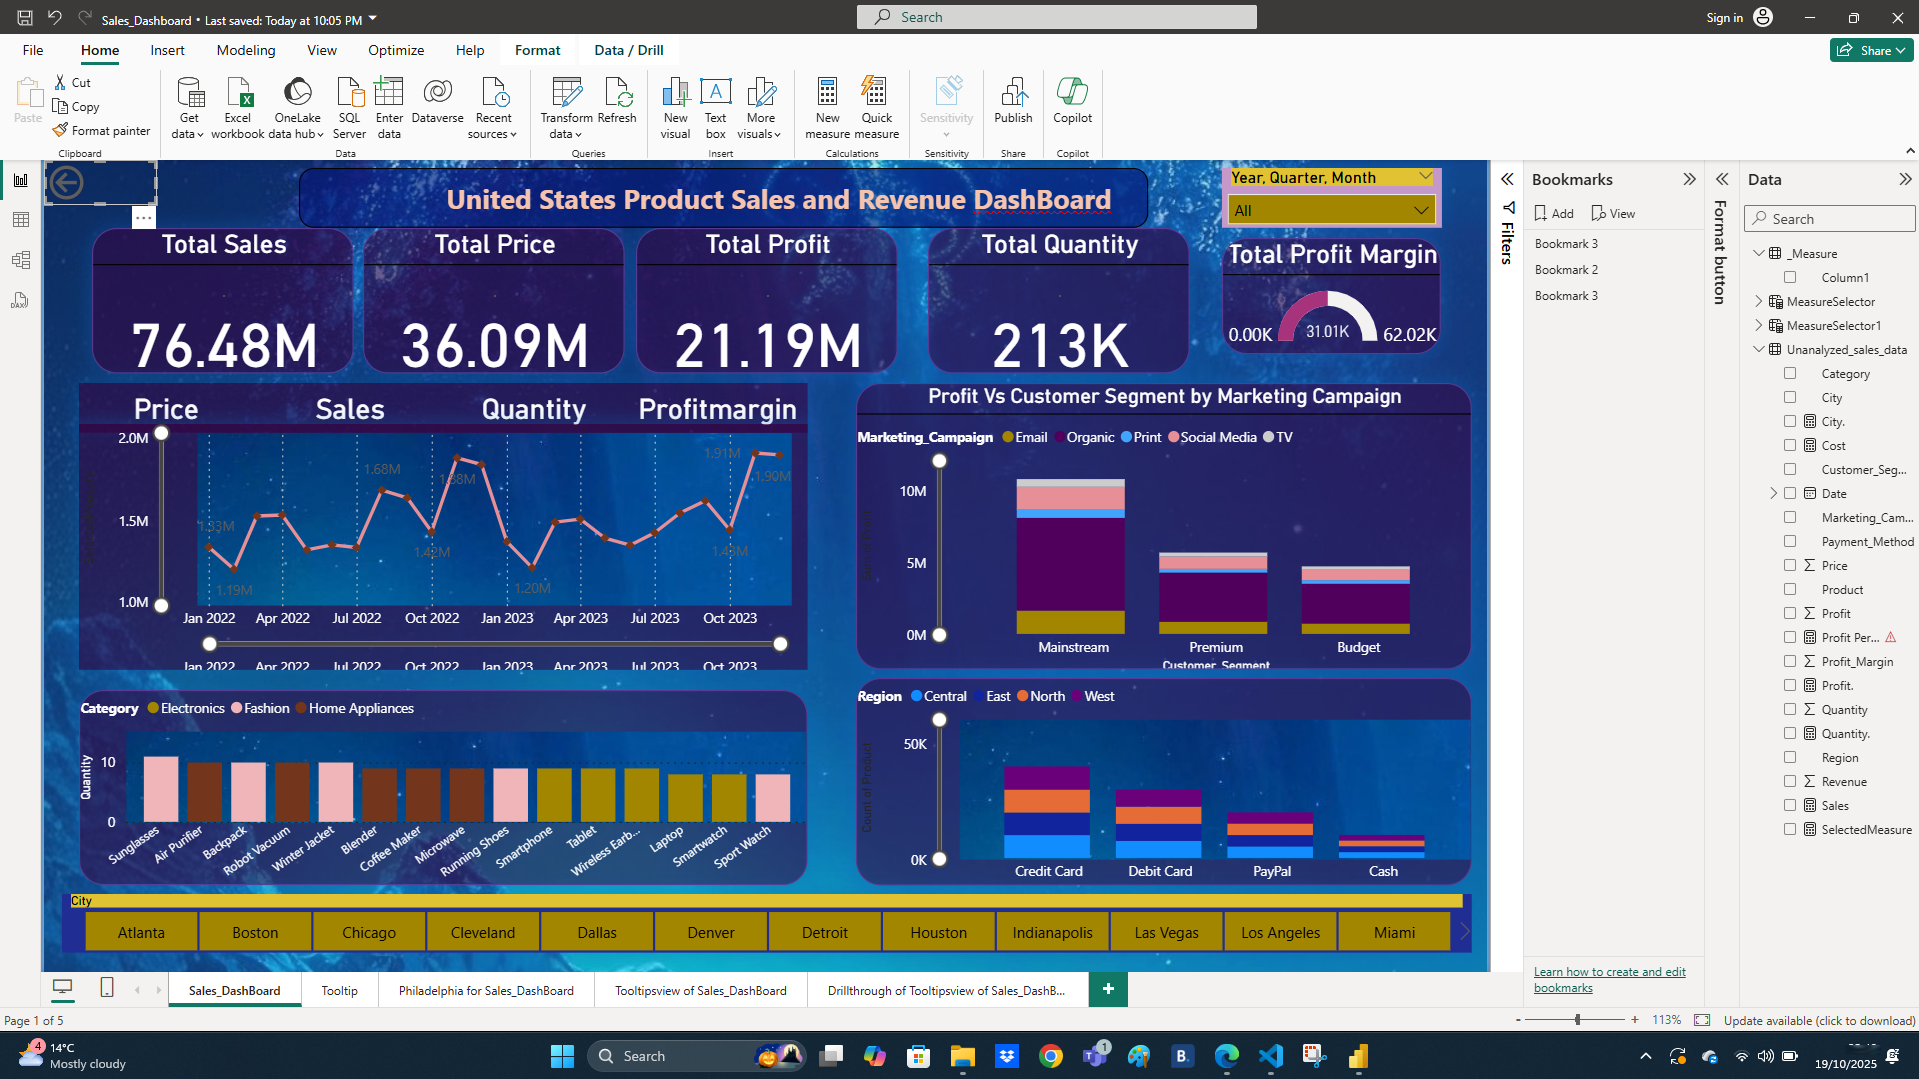 Sales_Dashboard • Last saved: Today at 10:05 PM
Search
Sign in
File
Home
Insert
Modeling
View
Optimize
Help
Format
Data / Drill
Share
Paste
Cut
Copy
Format painter
Clipboard
Get data
Excel workbook
OneLake data hub
SQL Server
Enter data
Dataverse
Recent sources
Data
Transform data
Refresh
Queries
New visual
Text box
More visuals
Insert
New measure
Quick measure
Calculations
Sensitivity
Sensitivity
Publish
Share
Copilot
Copilot
United States Product Sales and Revenue DashBoard
Year, Quarter, Month
All
Total Sales
76.48M
Total Price
36.09M
Total Profit
21.19M
Total Quantity
213K
Total Profit Margin
0.00K
31.01K
62.02K
Price
Sales
Quantity
Profitmargin
2.0M
1.5M
1.0M
1.33M
1.19M
1.68M
1.42M
1.88M
1.20M
1.43M
1.91M
1.90M
Jan 2022 Apr 2022 Jul 2022 Oct 2022 Jan 2023 Apr 2023 Jul 2023 Oct 2023
Jan 2022 Apr 2022 Jul 2022 Oct 2022 Jan 2023 Apr 2023 Jul 2023 Oct 2023
Profit Vs Customer Segment by Marketing Campaign
Marketing_Campaign Email Organic Print Social Media TV
10M
5M
0M
Mainstream Premium Budget
Customer_Segment
Category Electronics Fashion Home Appliances
Quantity
10
0
Sunglasses Air Purifier Backpack Robot Vacuum Winter Jacket Blender Coffee Maker Microwave Running Shoes Smartphone Tablet Wireless Earb... Laptop Smartwatch Sport Watch
Region Central East North West
Count of Product
50K
0K
Credit Card Debit Card PayPal Cash
City
Atlanta Boston Chicago Cleveland Dallas Denver Detroit Houston Indianapolis Las Vegas Los Angeles Miami
Filters
Bookmarks
Add
View
Bookmark 3
Bookmark 2
Bookmark 3
Learn how to create and edit
bookmarks
Format button
Data
Search
_Measure
Column1
MeasureSelector
MeasureSelector1
Unanalyzed_sales_data
Category
City
City.
Cost
Customer_Seg...
Date
Marketing_Cam...
Payment_Method
Price
Product
Profit
Profit Per...
Profit_Margin
Profit.
Quantity
Quantity.
Region
Revenue
Sales
SelectedMeasure
Sales_DashBoard
Tooltip
Philadelphia for Sales_DashBoard
Tooltipsview of Sales_DashBoard
Drillthrough of Tooltipsview of Sales_DashB...
Page 1 of 5
113%
Update available (click to download)
4
14°C
Mostly cloudy
Search
1
B.
19/10/2025